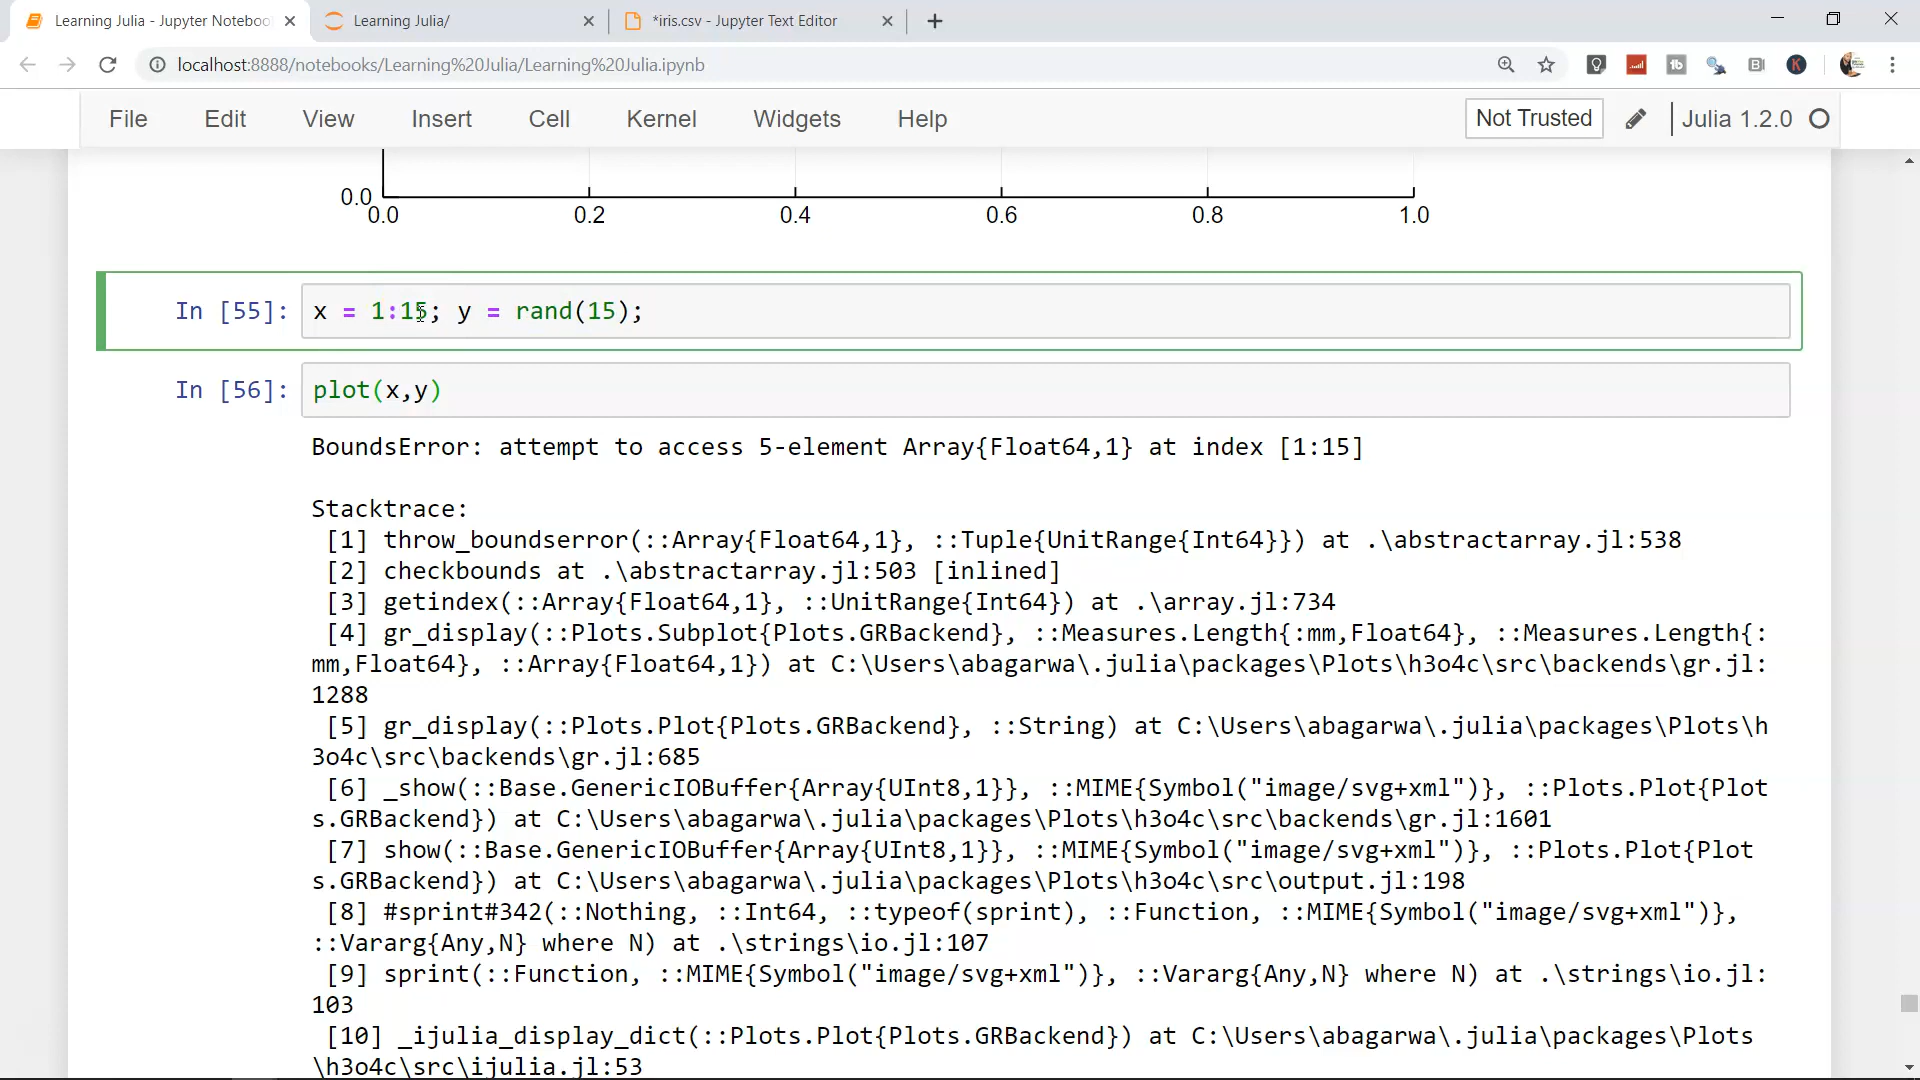 Learning Julia - Jupyter Noteboo
Learning Julia/
*iris.csv - Jupyter Text Editor
localhost:8888/notebooks/Learning%20Julia/Learning%20Julia.ipynb
File Edit View Insert Cell Kernel Widgets Help Not Trusted Julia 1.2.0
0.0
0.0 0.2 0.4 0.6 0.8 1.0
In [55]: x = 1:15; y = rand(15);
In [56]: plot(x,y)
BoundsError: attempt to access 5-element Array{Float64,1} at index [1:15]
Stacktrace:
[1] throw_boundserror(::Array{Float64,1}, ::Tuple{UnitRange{Int64}}) at .\abstractarray.jl:538
[2] checkbounds at .\abstractarray.jl:503 [inlined]
[3] getindex(::Array{Float64,1}, ::UnitRange{Int64}) at .\array.jl:734
[4] gr_display(::Plots.Subplot{Plots.GRBackend}, ::Measures.Length{:mm,Float64}, ::Measures.Length{:
mm,Float64}, ::Array{Float64,1}) at C:\Users\abagarwa\.julia\packages\Plots\h3o4c\src\backends\gr.jl:
1288
[5] gr_display(::Plots.Plot{Plots.GRBackend}, ::String) at C:\Users\abagarwa\.julia\packages\Plots\h
3o4c\src\backends\gr.jl:685
[6] _show(::Base.GenericIOBuffer{Array{UInt8,1}}, ::MIME{Symbol("image/svg+xml")}, ::Plots.Plot{Plot
s.GRBackend}) at C:\Users\abagarwa\.julia\packages\Plots\h3o4c\src\backends\gr.jl:1601
[7] show(::Base.GenericIOBuffer{Array{UInt8,1}}, ::MIME{Symbol("image/svg+xml")}, ::Plots.Plot{Plot
s.GRBackend}) at C:\Users\abagarwa\.julia\packages\Plots\h3o4c\src\output.jl:198
[8] #sprint#342(::Nothing, ::Int64, ::typeof(sprint), ::Function, ::MIME{Symbol("image/svg+xml")},
::Vararg{Any,N} where N) at .\strings\io.jl:107
[9] sprint(::Function, ::MIME{Symbol("image/svg+xml")}, ::Vararg{Any,N} where N) at .\strings\io.jl:
103
[10] _ijulia_display_dict(::Plots.Plot{Plots.GRBackend}) at C:\Users\abagarwa\.julia\packages\Plots
\h3o4c\src\ijulia.jl:53